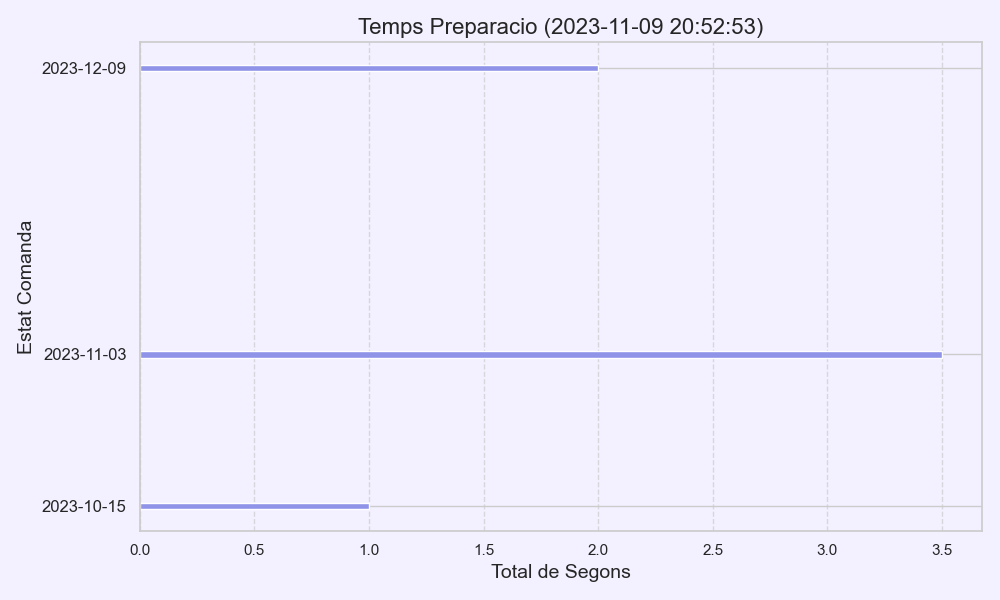 Temps Preparacio (2023-11-09 20:52:53)
Estat Comanda
2023-12-09
2023-11-03
2023-10-15
0.0 0.5 1.0 1.5 2.0 2.5 3.0 3.5
Total de Segons